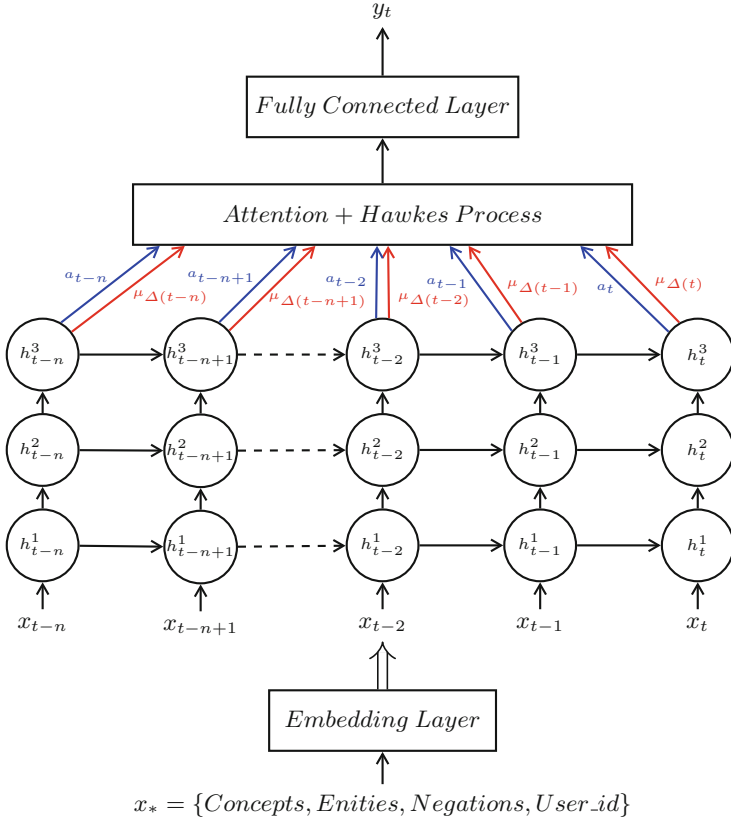 y_t
Fully Connected Layer
Attention + Hawkes Process
a_{t−n} μ_{Δ(t−n)} a_{t−n+1} μ_{Δ(t−n+1)} a_{t−2} μ_{Δ(t−2)} a_{t−1} μ_{Δ(t−1)} a_t μ_{Δ(t)}
h^3_{t−n} h^3_{t−n+1} h^3_{t−2} h^3_{t−1} h^3_t
h^2_{t−n} h^2_{t−n+1} h^2_{t−2} h^2_{t−1} h^2_t
h^1_{t−n} h^1_{t−n+1} h^1_{t−2} h^1_{t−1} h^1_t
x_{t−n} x_{t−n+1} x_{t−2} x_{t−1} x_t
Embedding Layer
x_* = {Concepts, Enities, Negations, User_id}